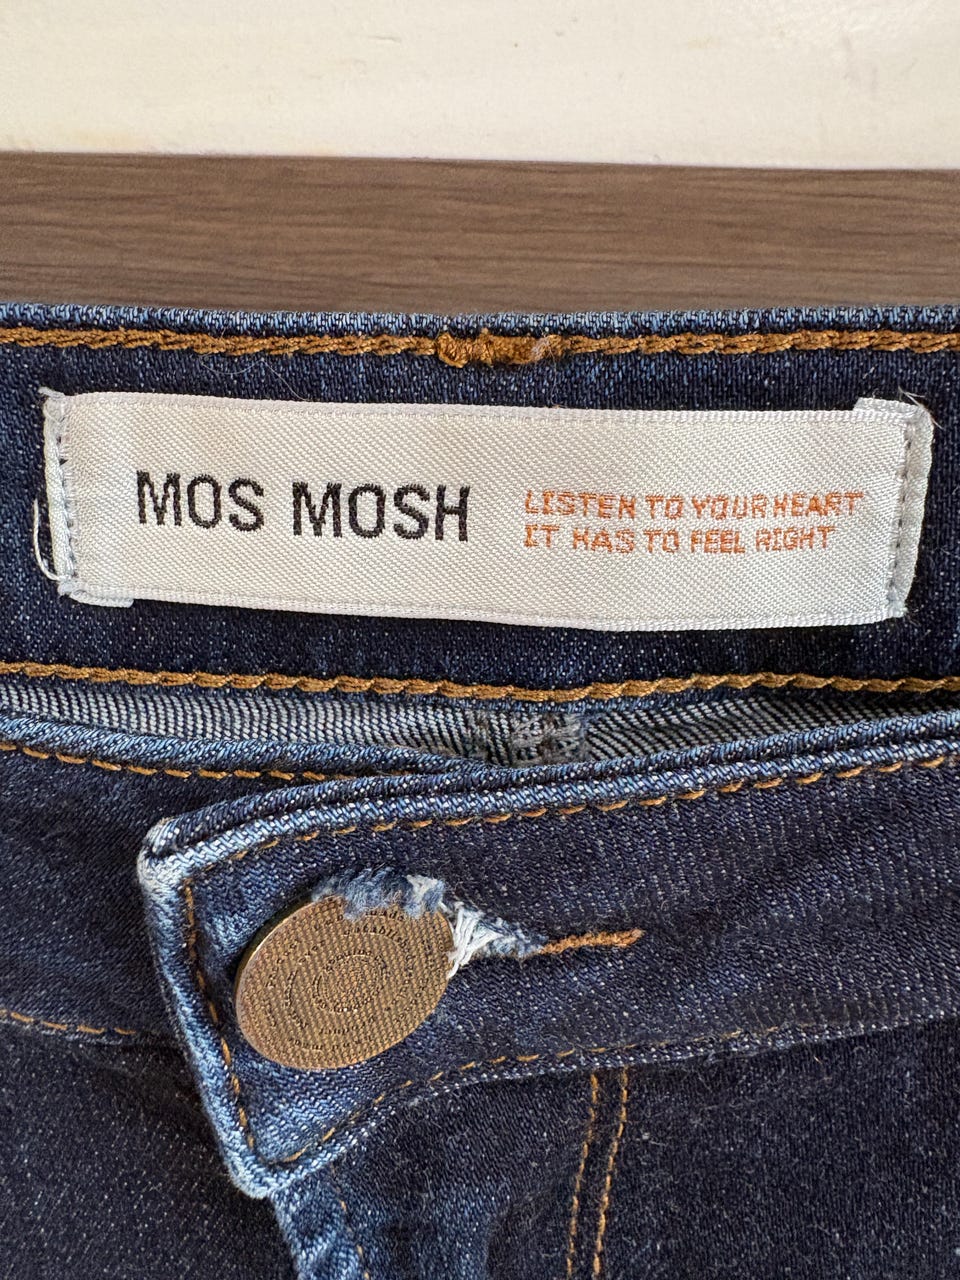 MOS MOSH
LISTEN TO YOUR HEART
IT HAS TO FEEL RIGHT